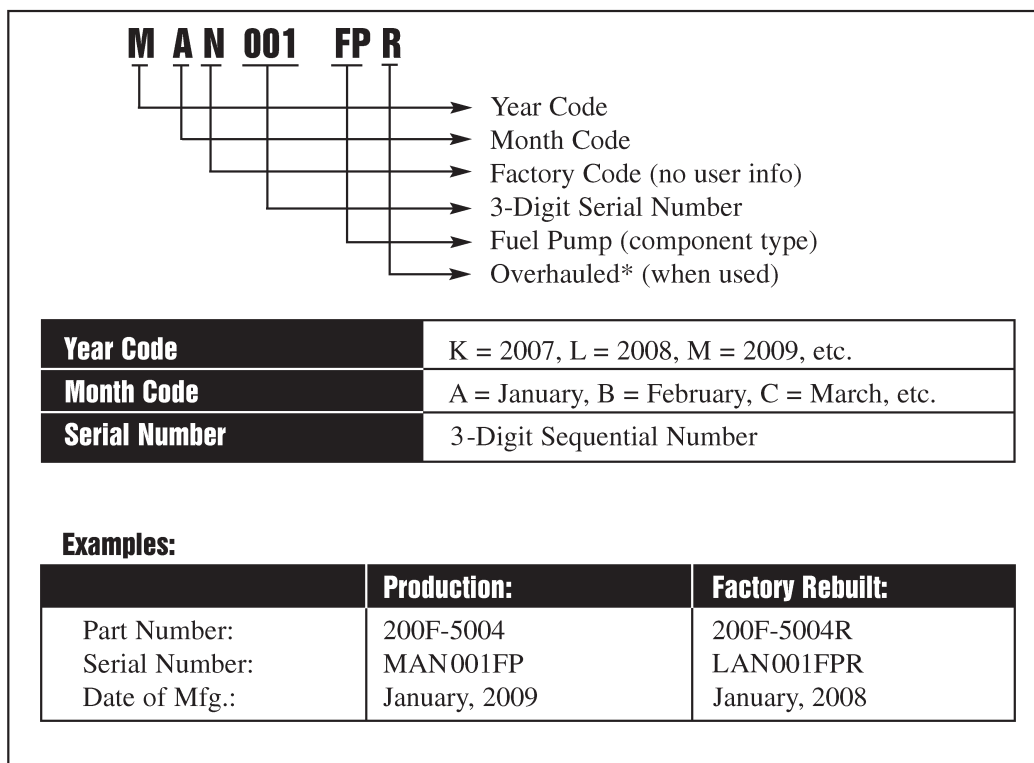 M A N 001 FP R
Year Code
Month Code
Factory Code (no user info)
3-Digit Serial Number
Fuel Pump (component type)
Overhauled* (when used)
Year Code K = 2007, L = 2008, M = 2009, etc.
Month Code A = January, B = February, C = March, etc.
Serial Number 3-Digit Sequential Number
Examples:
Production: Factory Rebuilt:
Part Number: 200F-5004 200F-5004R
Serial Number: MAN001FP LAN001FPR
Date of Mfg.: January, 2009 January, 2008